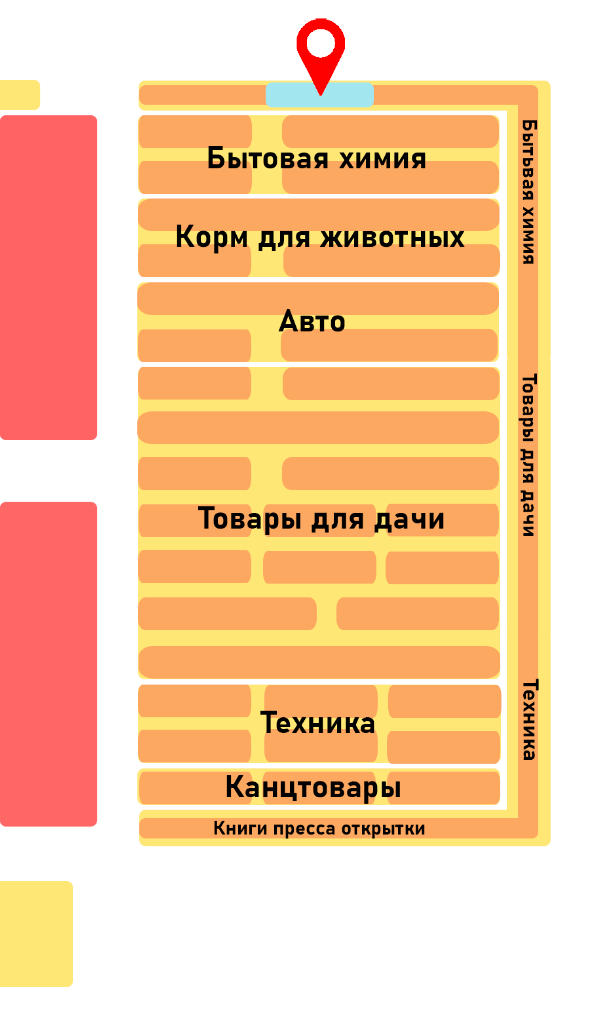 Бытовая химия
Корм для животных
Авто
Товары для дачи
Техника
Канцтовары
Книги пресса открытки
Бытьвая химия
Товары для дачи
Техника